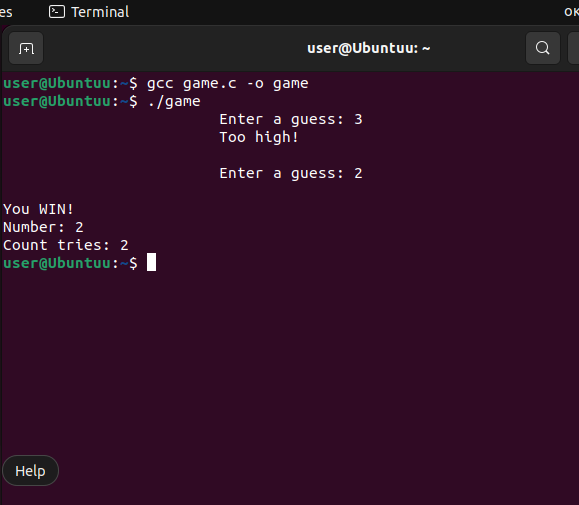 es Terminal ок
user@Ubuntuu: ~
user@Ubuntuu:~$ gcc game.c -o game
user@Ubuntuu:~$ ./game
Enter a guess: 3
Too high!
Enter a guess: 2
You WIN!
Number: 2
Count tries: 2
user@Ubuntuu:~$
Help